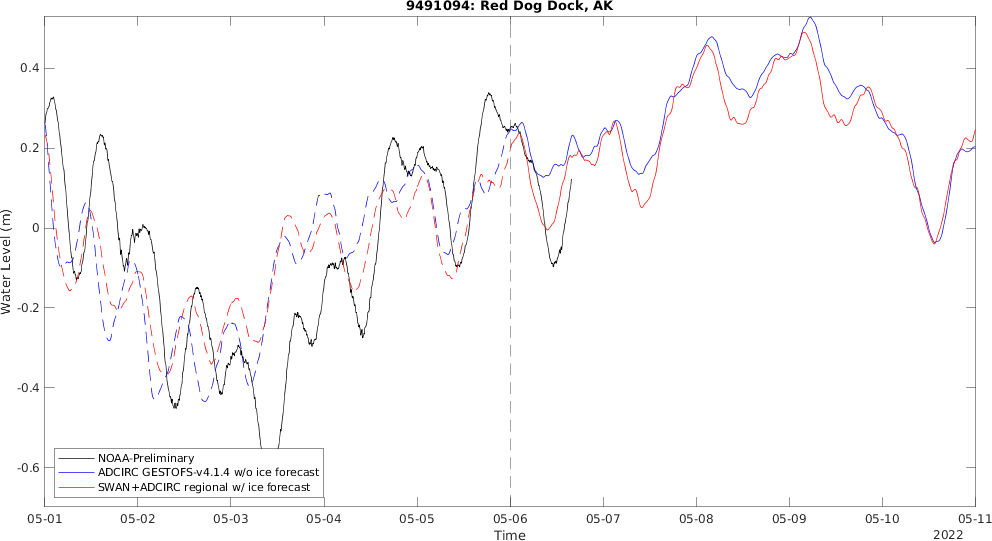 9491094: Red Dog Dock, AK
Water Level (m)
0.4
0.2
0
-0.2
-0.4
-0.6
NOAA-Preliminary
ADCIRC GESTOFS-v4.1.4 w/o ice forecast
SWAN+ADCIRC regional w/ ice forecast
05-01 05-02 05-03 05-04 05-05 05-06 05-07 05-08 05-09 05-10 05-11
Time
2022